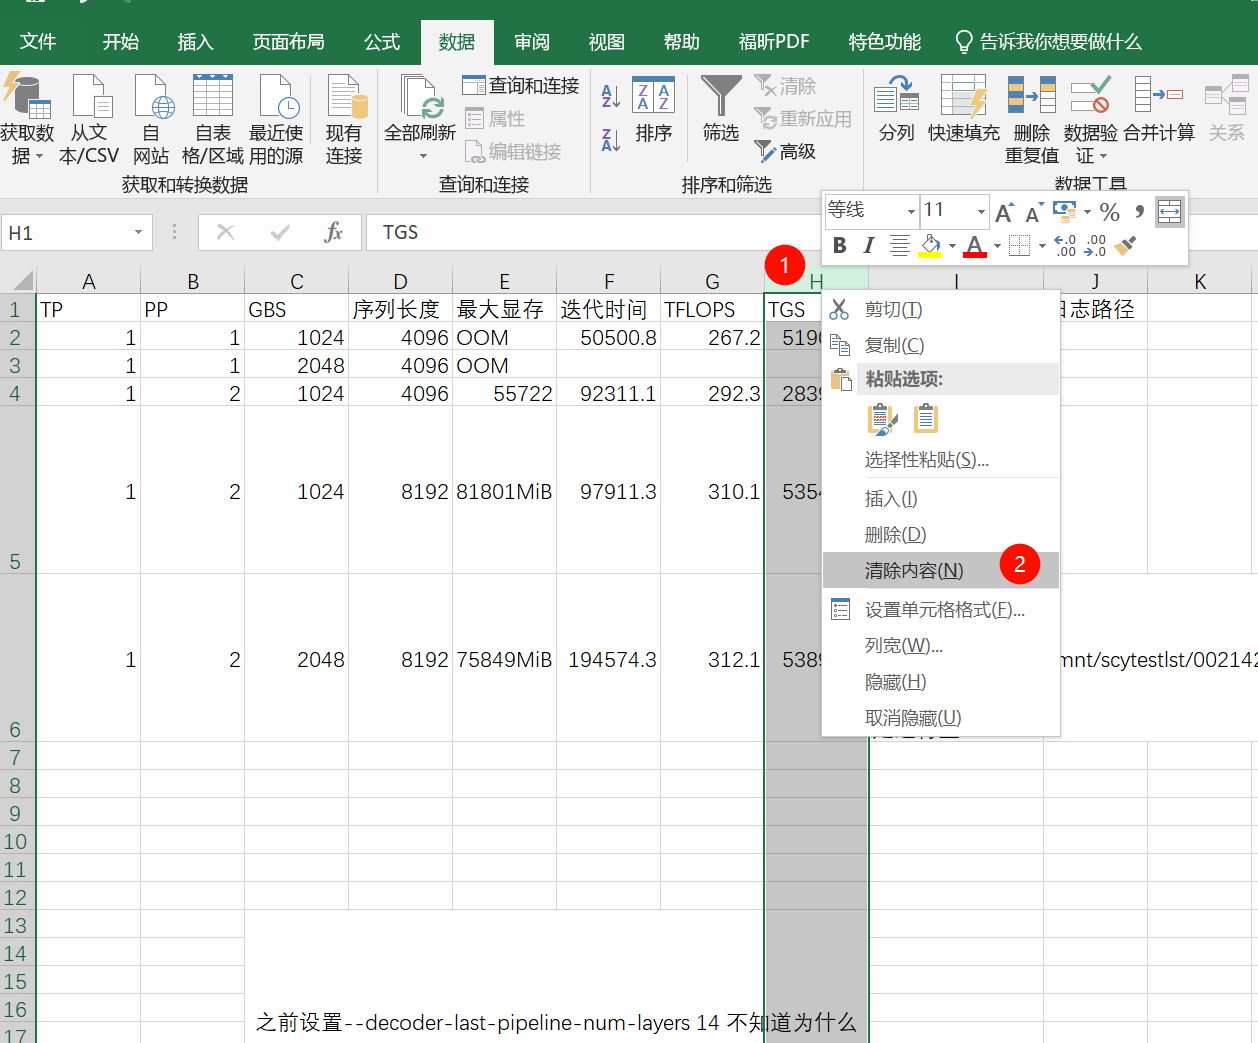 文件 开始 插入 页面布局 公式 数据 审阅 视图 帮助 福昕PDF 特色功能 告诉我你想要做什么
获取数据 从文本/CSV 自网站 自表格/区域 最近使用的源 现有连接
获取和转换数据
全部刷新 查询和连接 属性 编辑链接
查询和连接
排序 筛选 清除 重新应用 高级
排序和筛选
分列 快速填充 删除重复值 数据验证 合并计算 关系
数据工具
H1 fx TGS
等线 11 A A % ,
B I A ←.0 .00 .00 →.0
1
A B C D E F G H I J K
1 TP PP GBS 序列长度 最大显存 迭代时间 TFLOPS TGS 日志路径
2 1 1 1024 4096 OOM 50500.8 267.2
3 1 1 2048 4096 OOM
4 1 2 1024 4096 55722 92311.1 292.3 2839
5 1 2 1024 8192 81801MiB 97911.3 310.1 5354
6 1 2 2048 8192 75849MiB 194574.3 312.1 5389 mnt/scytestlst/002142
剪切(T)
复制(C)
粘贴选项:
选择性粘贴(S)...
插入(I)
删除(D)
清除内容(N) 2
设置单元格格式(F)...
列宽(W)...
隐藏(H)
取消隐藏(U)
7
8
9
10
11
12
13
14
15
16 之前设置--decoder-last-pipeline-num-layers 14 不知道为什么
17